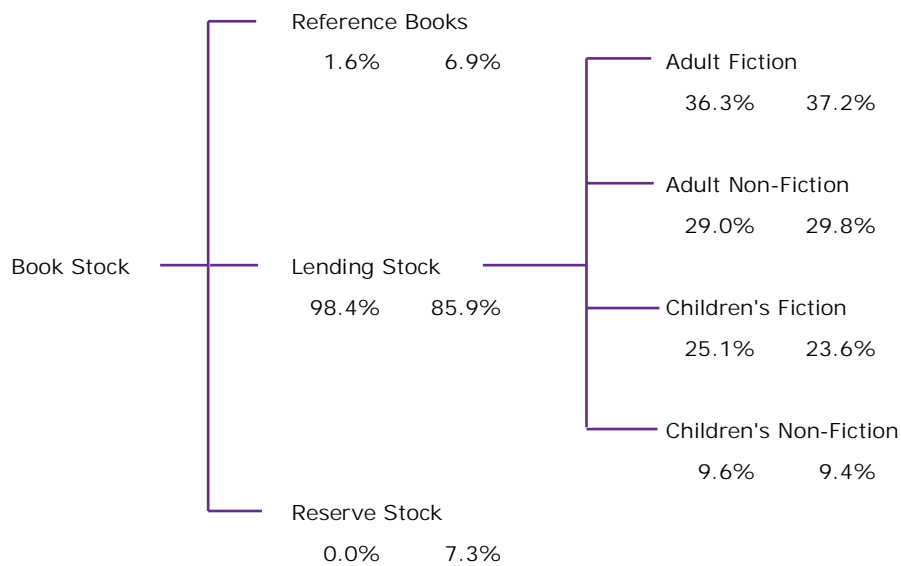 Reference Books
1.6% 6.9%
Adult Fiction
36.3% 37.2%
Adult Non-Fiction
29.0% 29.8%
Book Stock
Lending Stock
98.4% 85.9%
Children's Fiction
25.1% 23.6%
Children's Non-Fiction
9.6% 9.4%
Reserve Stock
0.0% 7.3%